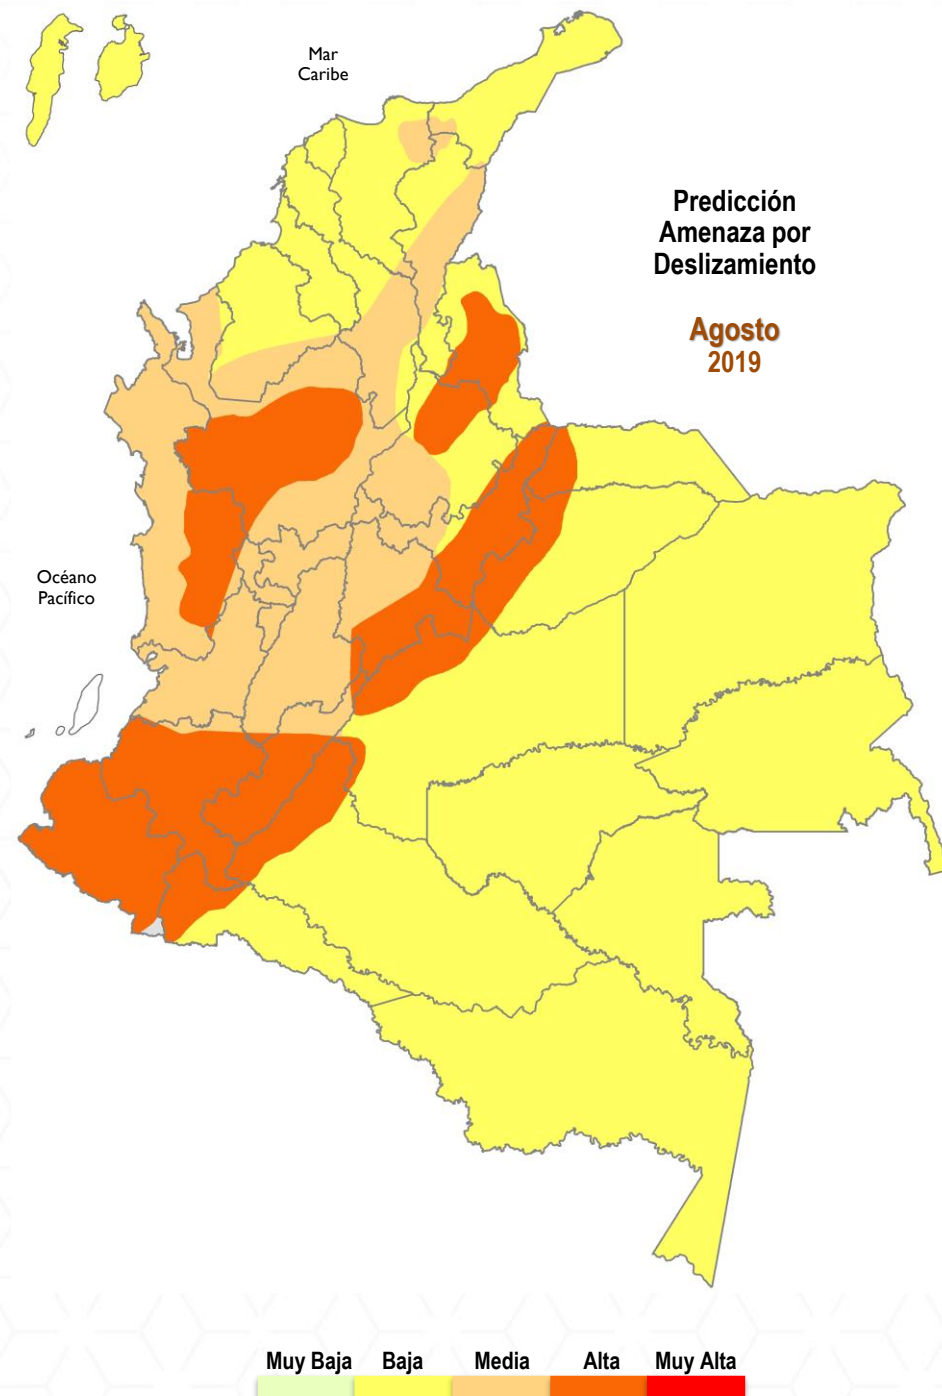 Mar
Caribe
Predicción
Amenaza por
Deslizamiento
Agosto
2019
Océano
Pacífico
Muy Baja Baja Media Alta Muy Alta